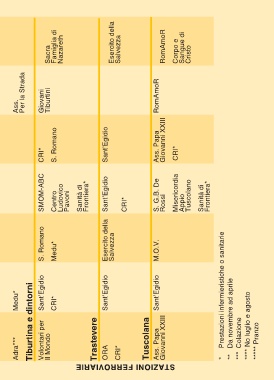 STAZIONI FERROVIARIE
Adra***
Medu*
Ass.
Per la Strada
Tiburtina e dintorni
Volontari per
il Mondo
Sant'Egidio
CRI*
S. Romano
Medu*
SMOM-ABC
Centro
Ludovico
Pavoni
Sanità di
Frontiera*
CRI*
S. Romano
Giovani
Tiburtini
Sacra
Famiglia di
Nazareth
Trastevere
ORA
CRI*
Sant'Egidio
Esercito della
Salvezza
Sant'Egidio
CRI*
Sant'Egidio
Esercito della
Salvezza
Tuscolana
Ass. Papa
Giovanni XXIII
Sant'Egidio
M.O.V.
S. G. B. De
Rossi
Misericordia
Appio
Tuscolano
Sanità di
Frontiera*
Ass. Papa
Giovanni XXIII
CRI*
RomAmoR
RomAmoR
Corpo e
Sangue di
Cristo
* Prestazioni infermieristiche o sanitarie
** Da novembre ad aprile
*** Colazione
**** No luglio e agosto
***** Pranzo